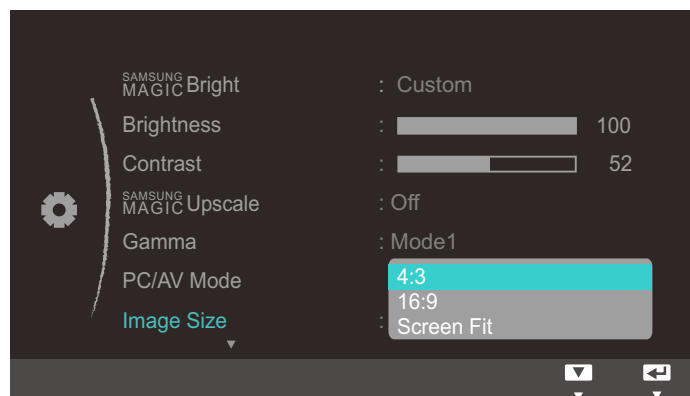 SAMSUNG MAGIC Bright : Custom
Brightness : 100
Contrast : 52
SAMSUNG MAGIC Upscale : Off
Gamma : Mode1
PC/AV Mode
4:3
16:9
Image Size :
Screen Fit